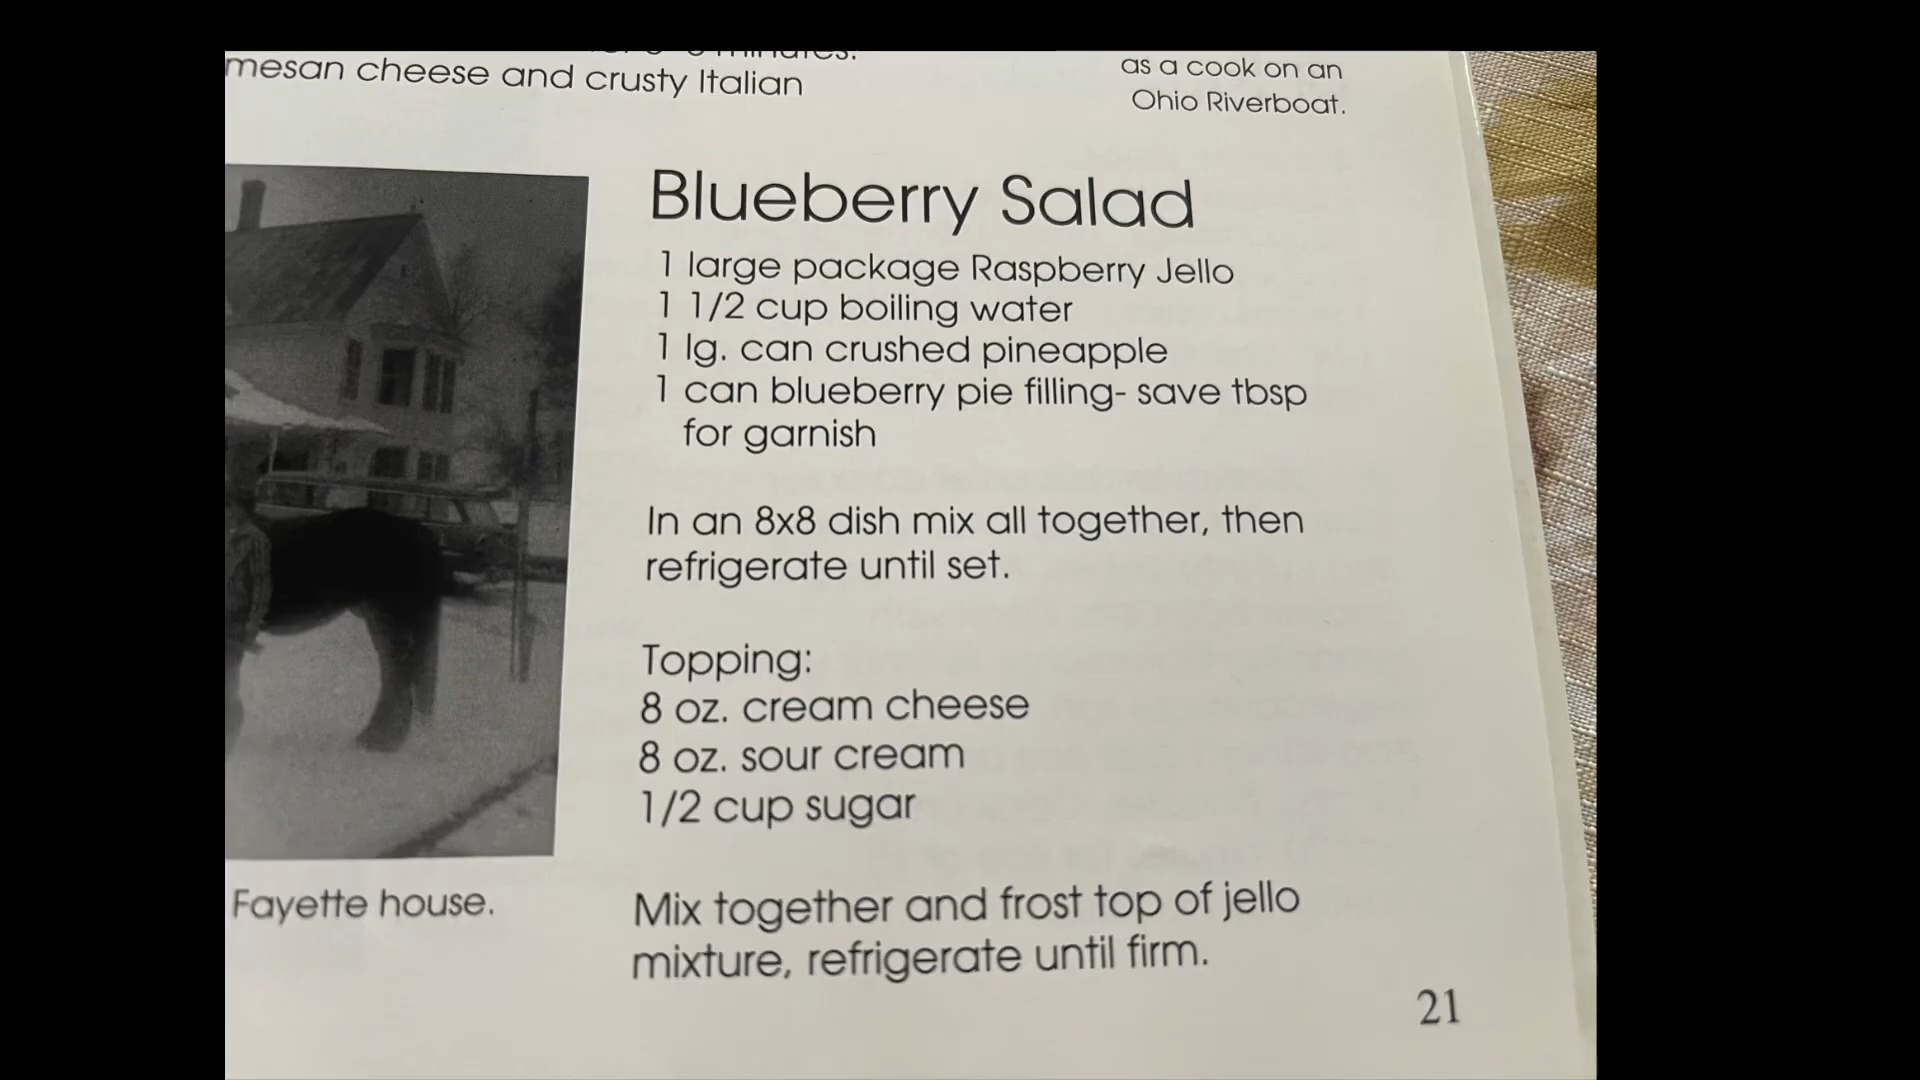 minutes.
mesan cheese and crusty Italian
as a cook on an
Ohio Riverboat.
Blueberry Salad
1 large package Raspberry Jello
1 1/2 cup boiling water
1 lg. can crushed pineapple
1 can blueberry pie filling- save tbsp
for garnish
In an 8x8 dish mix all together, then
refrigerate until set.
Topping:
8 oz. cream cheese
8 oz. sour cream
1/2 cup sugar
Fayette house.
Mix together and frost top of jello
mixture, refrigerate until firm.
21